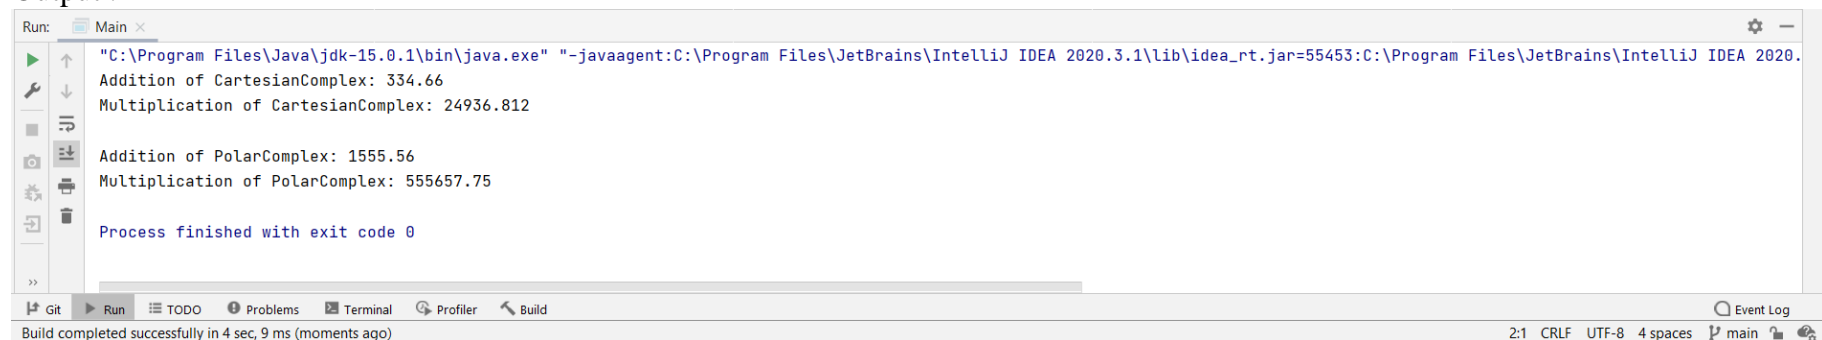 Run: Main
"C:\Program Files\Java\jdk-15.0.1\bin\java.exe" "-javaagent:C:\Program Files\JetBrains\IntelliJ IDEA 2020.3.1\lib\idea_rt.jar=55453:C:\Program Files\JetBrains\IntelliJ IDEA 2020.
Addition of CartesianComplex: 334.66
Multiplication of CartesianComplex: 24936.812
Addition of PolarComplex: 1555.56
Multiplication of PolarComplex: 555657.75
Process finished with exit code 0
Git Run TODO Problems Terminal Profiler Build Event Log
Build completed successfully in 4 sec, 9 ms (moments ago) 2:1 CRLF UTF-8 4 spaces main